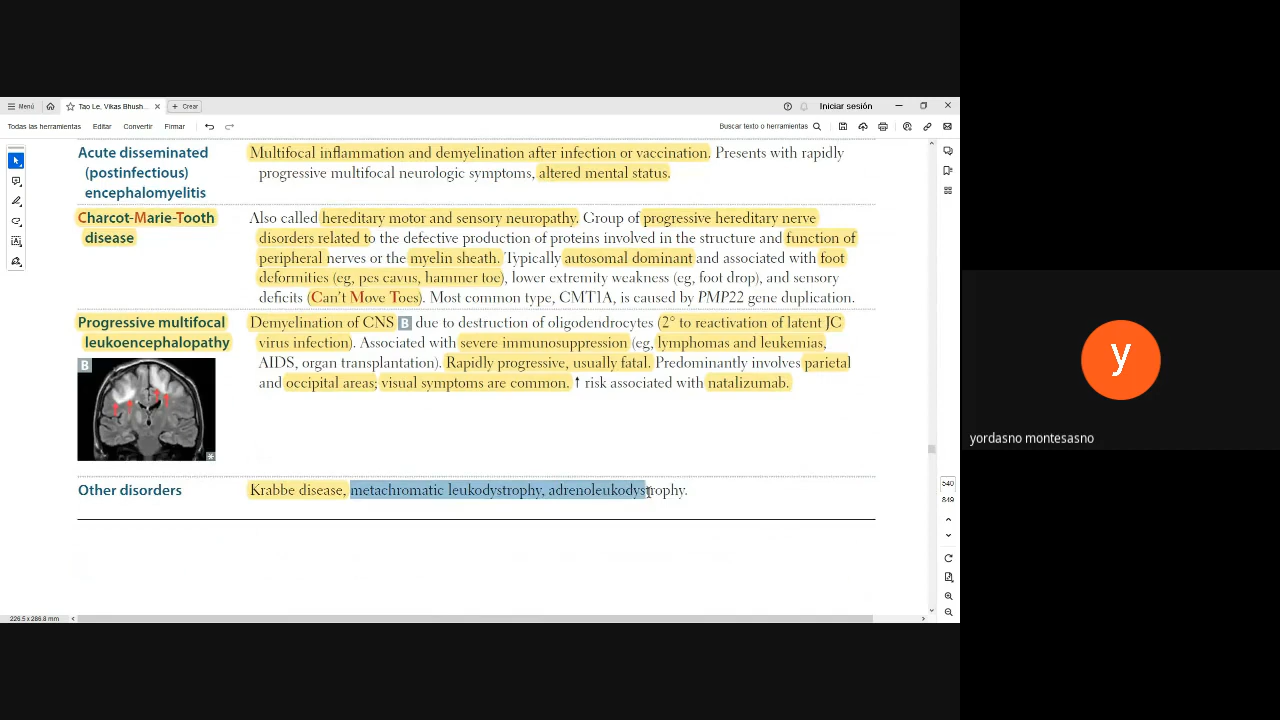 Menú
Tao Le, Vikas Bhush...
Crear
Iniciar sesión
Todas las herramientas
Editar
Convertir
Firmar
Buscar texto o herramientas
Acute disseminated
(postinfectious)
encephalomyelitis
Multifocal inflammation and demyelination after infection or vaccination. Presents with rapidly
progressive multifocal neurologic symptoms, altered mental status.
Charcot-Marie-Tooth
disease
Also called hereditary motor and sensory neuropathy. Group of progressive hereditary nerve
disorders related to the defective production of proteins involved in the structure and function of
peripheral nerves or the myelin sheath. Typically autosomal dominant and associated with foot
deformities (eg, pes cavus, hammer toe), lower extremity weakness (eg, foot drop), and sensory
deficits (Can't Move Toes). Most common type, CMT1A, is caused by PMP22 gene duplication.
Progressive multifocal
leukoencephalopathy
B
Demyelination of CNS B due to destruction of oligodendrocytes (2° to reactivation of latent JC
virus infection). Associated with severe immunosuppression (eg, lymphomas and leukemias,
AIDS, organ transplantation). Rapidly progressive, usually fatal. Predominantly involves parietal
and occipital areas; visual symptoms are common. ↑ risk associated with natalizumab.
Other disorders
Krabbe disease, metachromatic leukodystrophy, adrenoleukodystrophy.
540
849
226.5 x 286.8 mm
y
yordasno montesasno